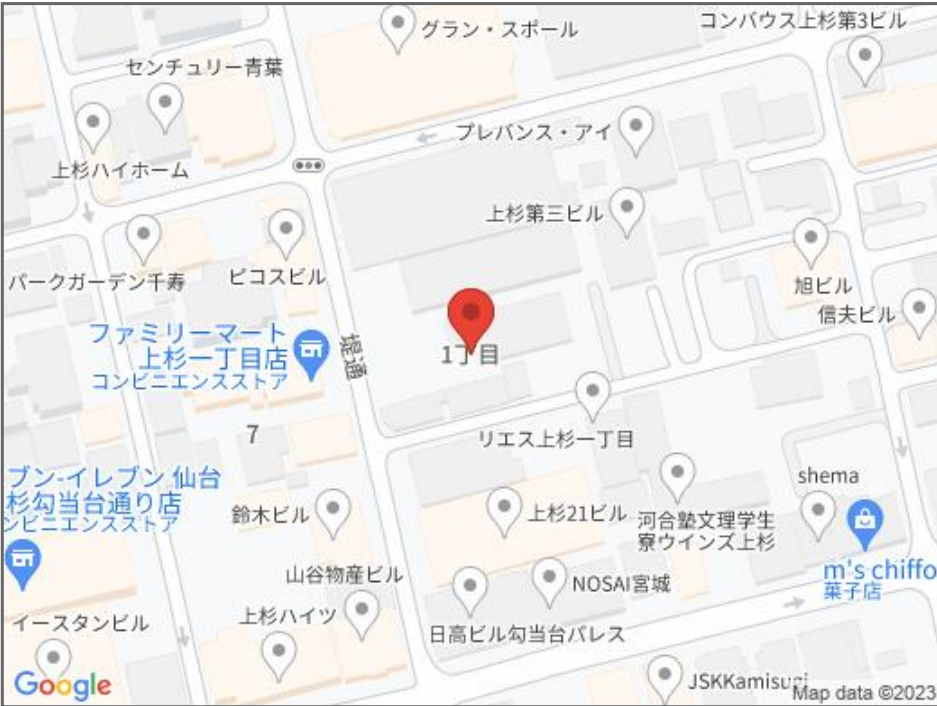 グラン・スポール
コンバウス上杉第3ビル
センチュリー青葉
プレバンス・アイ
上杉ハイホーム
上杉第三ビル
パークガーデン千寿
ピコスビル
旭ビル
信夫ビル
ファミリーマート
上杉一丁目店
コンビニエンスストア
堤通
1丁目
7
リエス上杉一丁目
ブン-イレブン 仙台
杉勾当台通り店
ンビニエンスストア
鈴木ビル
上杉21ビル
河合塾文理学生
寮ウインズ上杉
shema
m's chiffo
菓子店
山谷物産ビル
NOSAI宮城
イースタンビル
上杉ハイツ
日高ビル勾当台パレス
JSKKamisugi
Google
Map data ©2023